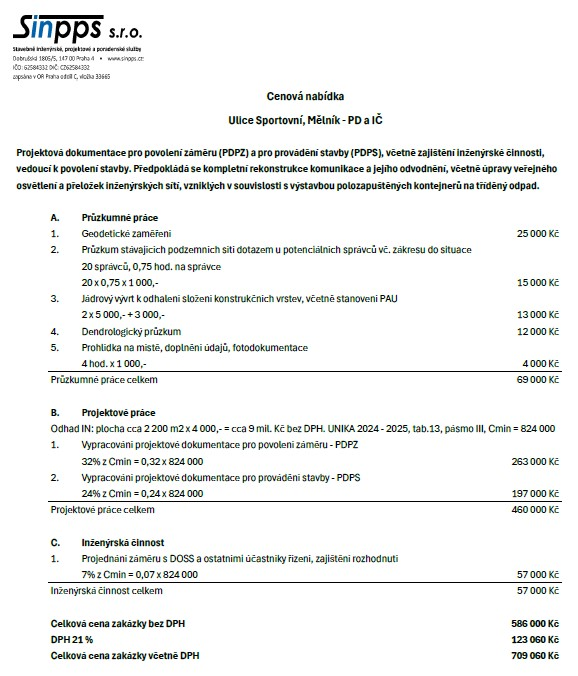 Sinpps s.r.o.
Stavebně inženýrské, projektové a poradenské služby
Dobrušská 1805/5, 147 00 Praha 4 • www.sinpps.cz
IČO: 62584332 DIČ: CZ62584332
zapsána v OR Praha oddíl C, vložka 33665
Cenová nabídka
Ulice Sportovní, Mělník - PD a IČ
Projektová dokumentace pro povolení záměru (PDPZ) a pro provádění stavby (PDPS), včetně zajištění inženýrské činnosti,
vedoucí k povolení stavby. Předpokládá se kompletní rekonstrukce komunikace a jejího odvodnění, včetně úpravy veřejného
osvětlení a přeložek inženýrských sítí, vzniklých v souvislosti s výstavbou polozapuštěných kontejnerů na tříděný odpad.
A. Průzkumné práce
1. Geodetické zaměření 25 000 Kč
2. Průzkum stávajících podzemních sítí dotazem u potenciálních správců vč. zákresu do situace
20 správců, 0,75 hod. na správce
20 x 0,75 x 1 000,- 15 000 Kč
3. Jádrový vývrt k odhalení složení konstrukčních vrstev, včetně stanovení PAU
2 x 5 000,- + 3 000,- 13 000 Kč
4. Dendrologický průzkum 12 000 Kč
5. Prohlídka na místě, doplnění údajů, fotodokumentace
4 hod. x 1 000,- 4 000 Kč
Průzkumné práce celkem 69 000 Kč
B. Projektové práce
Odhad IN: plocha cca 2 200 m2 x 4 000,- = cca 9 mil. Kč bez DPH. UNIKA 2024 - 2025, tab.13, pásmo III, Cmin = 824 000
1. Vypracování projektové dokumentace pro povolení záměru - PDPZ
32% z Cmin = 0,32 x 824 000 263 000 Kč
2. Vypracování projektové dokumentace pro provádění stavby - PDPS
24% z Cmin = 0,24 x 824 000 197 000 Kč
Projektové práce celkem 460 000 Kč
C. Inženýrská činnost
1. Projednání záměru s DOSS a ostatními účastníky řízení, zajištění rozhodnutí
7% z Cmin = 0,07 x 824 000 57 000 Kč
Inženýrská činnost celkem 57 000 Kč
Celková cena zakázky bez DPH 586 000 Kč
DPH 21 % 123 060 Kč
Celková cena zakázky včetně DPH 709 060 Kč